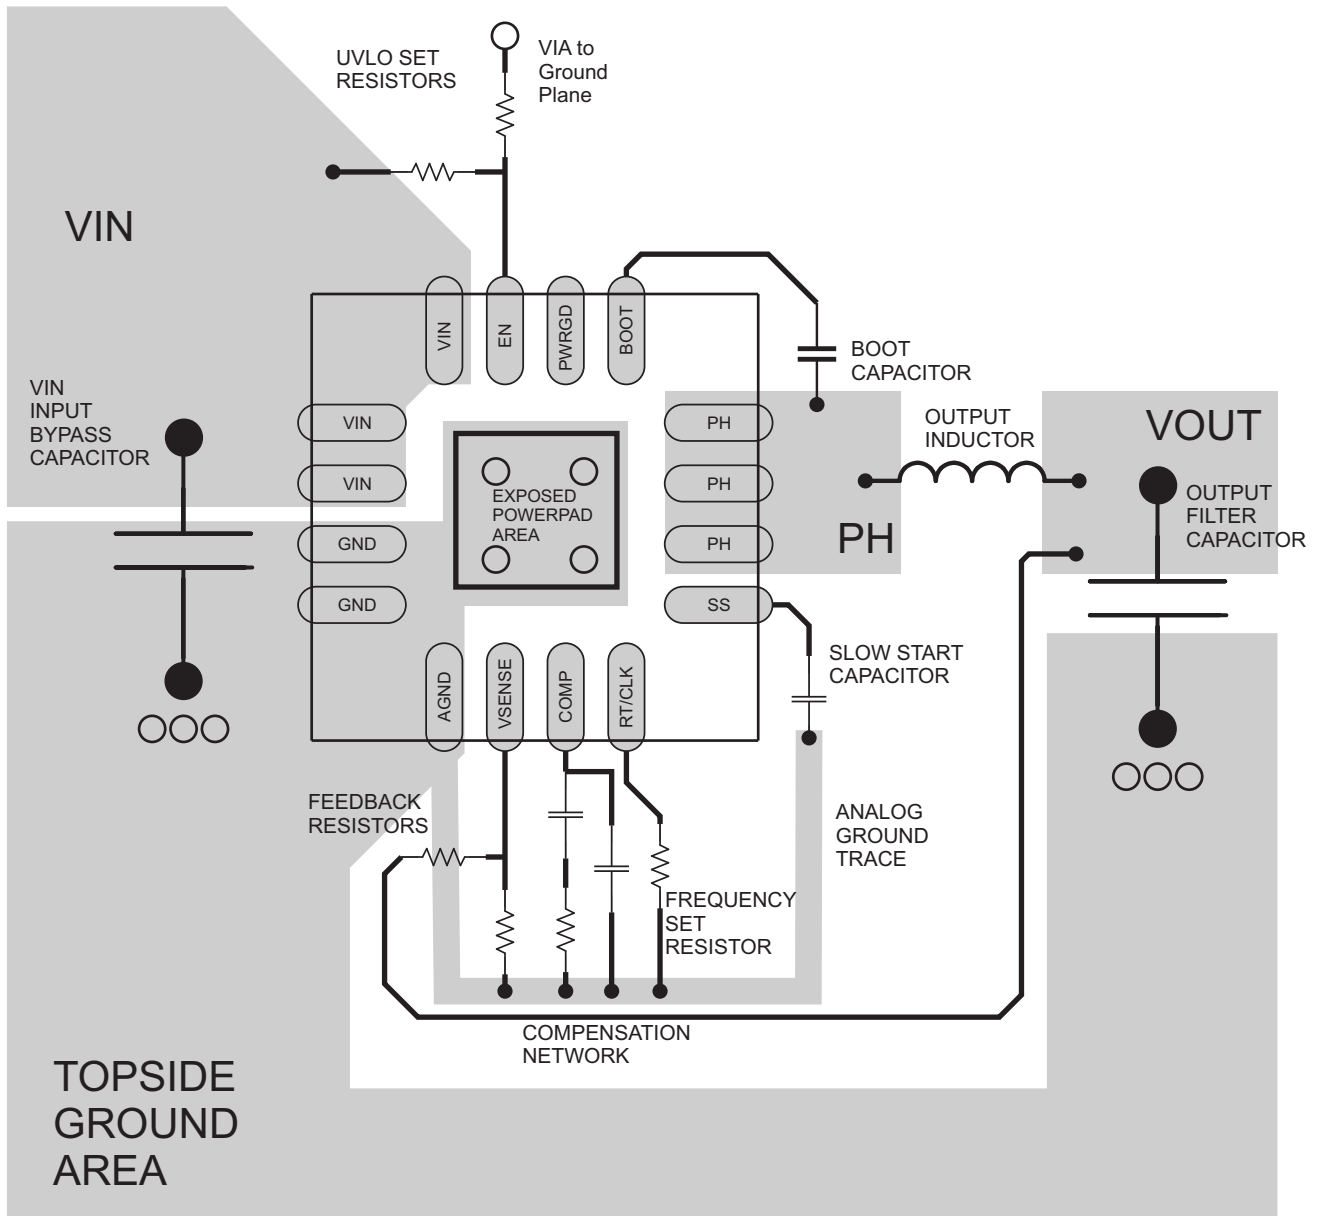 UVLO SET
RESISTORS
VIA to
Ground
Plane
VIN
VIN
EN
PWRGD
BOOT
BOOT
CAPACITOR
VIN
INPUT
BYPASS
CAPACITOR
VIN
VIN
GND
GND
EXPOSED
POWERPAD
AREA
PH
PH
PH
SS
PH
OUTPUT
INDUCTOR
VOUT
OUTPUT
FILTER
CAPACITOR
AGND
VSENSE
COMP
RT/CLK
SLOW START
CAPACITOR
FEEDBACK
RESISTORS
ANALOG
GROUND
TRACE
FREQUENCY
SET
RESISTOR
COMPENSATION
NETWORK
TOPSIDE
GROUND
AREA